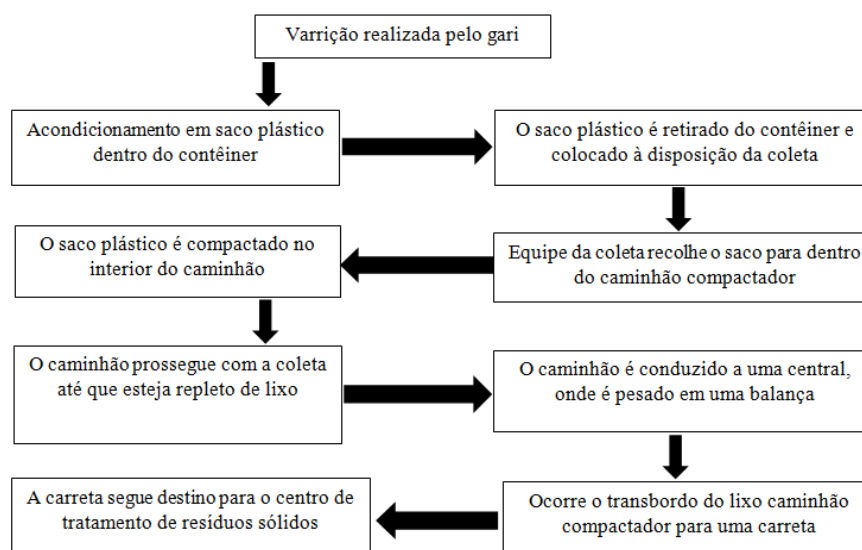 Varrição realizada pelo gari
Acondicionamento em saco plástico
dentro do contêiner
O saco plástico é retirado do contêiner e
colocado à disposição da coleta
Equipe da coleta recolhe o saco para dentro
do caminhão compactador
O saco plástico é compactado no
interior do caminhão
O caminhão prossegue com a coleta
até que esteja repleto de lixo
O caminhão é conduzido a uma central,
onde é pesado em uma balança
Ocorre o transbordo do lixo caminhão
compactador para uma carreta
A carreta segue destino para o centro de
tratamento de resíduos sólidos